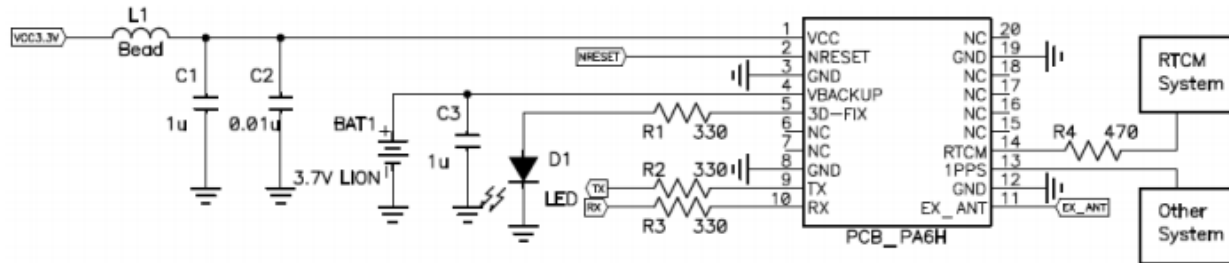 L1
VCC3.3V
Bead
C1
C2
1u
0.01u
BAT1
+
3.7V LION
C3
1u
D1
LED
NRESET
R1 330
R2 330
TX
RX
R3 330
1 VCC
2 NRESET
3 GND
4 VBACKUP
5 3D-FIX
6 NC
7 NC
8 GND
9 TX
10 RX
NC 20
GND 19
NC 18
NC 17
NC 16
NC 15
RTCM 14
1PPS 13
GND 12
EX_ANT 11
PCB_PA6H
R4 470
EX_ANT
RTCM
System
Other
System